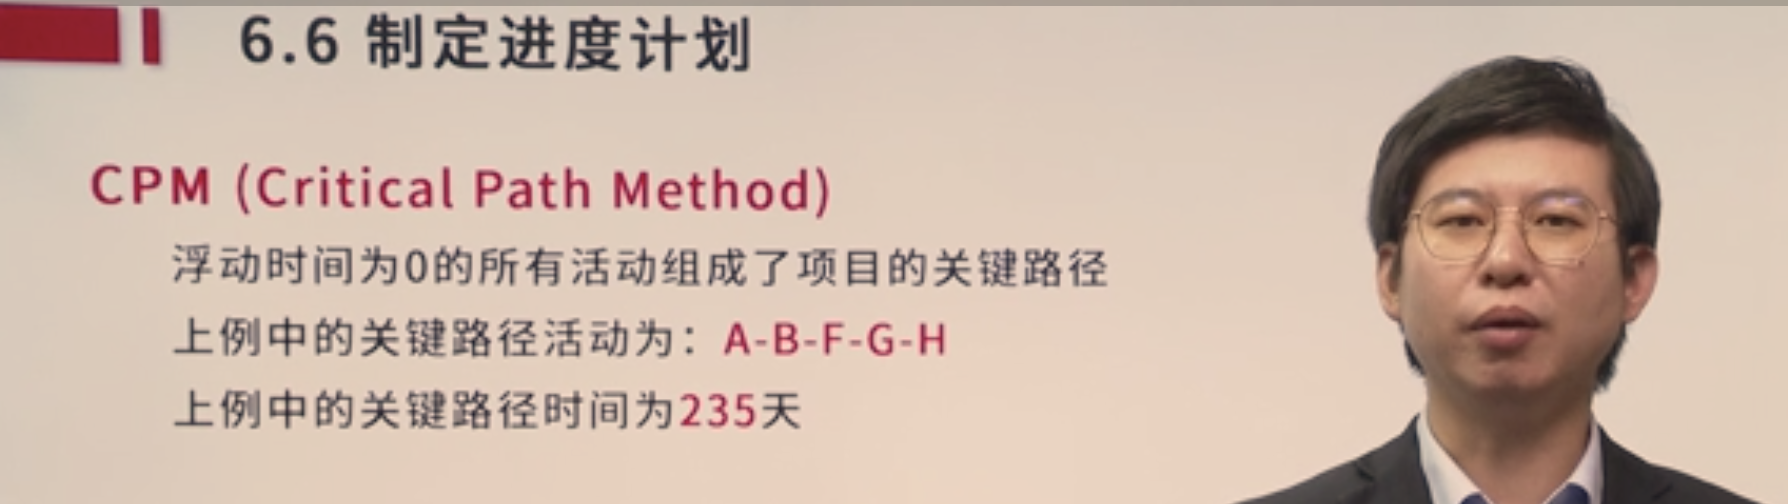 6.6 制定进度计划
CPM (Critical Path Method)
浮动时间为0的所有活动组成了项目的关键路径
上例中的关键路径活动为：A-B-F-G-H
上例中的关键路径时间为235天